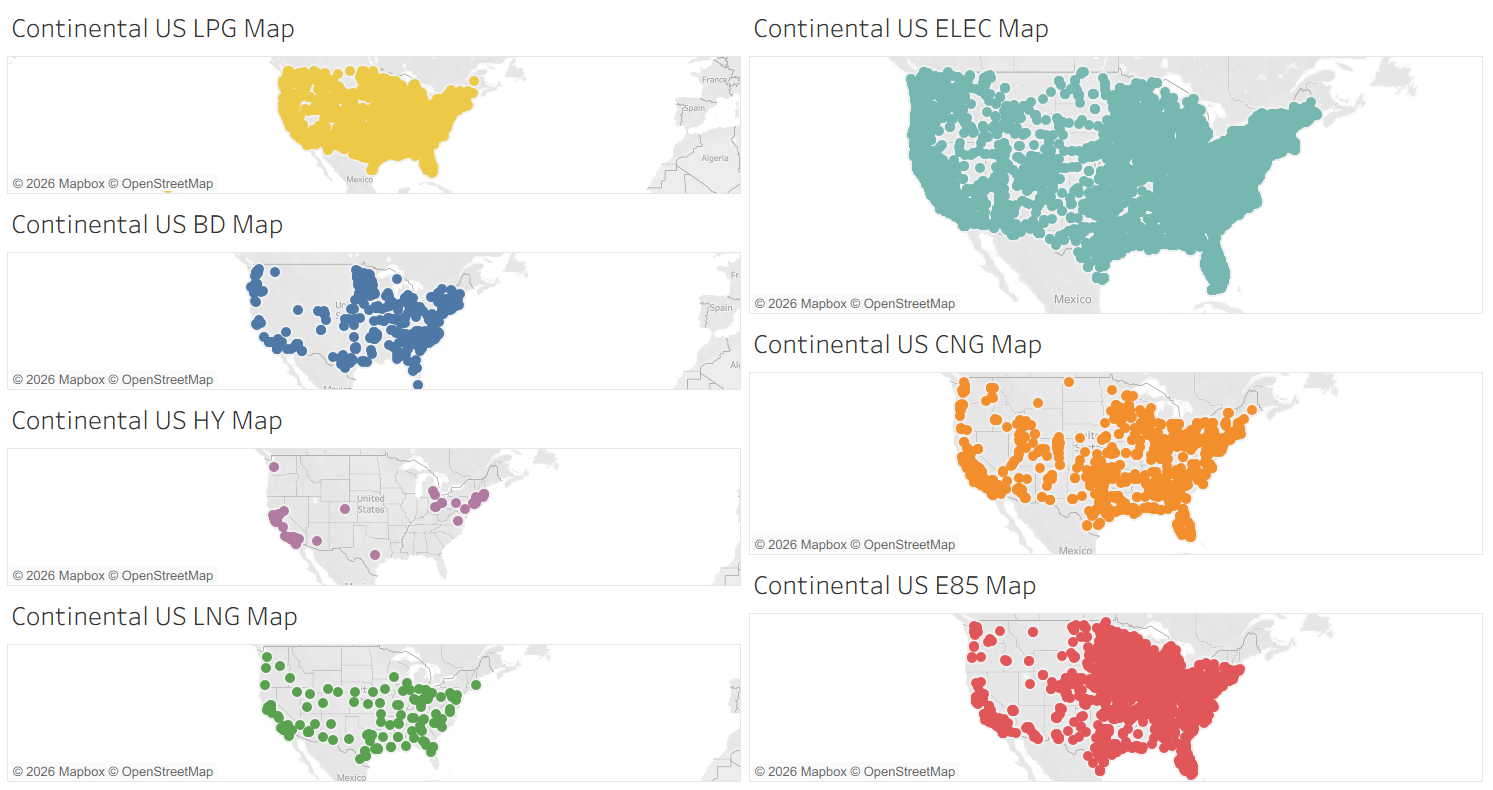 Continental US LPG Map
France
Spain
Algeria
Mexico
© 2026 Mapbox © OpenStreetMap
Continental US BD Map
Spain
© 2026 Mapbox © OpenStreetMap
Continental US HY Map
United
States
© 2026 Mapbox © OpenStreetMap
Continental US LNG Map
Mexico
© 2026 Mapbox © OpenStreetMap
Continental US ELEC Map
Mexico
© 2026 Mapbox © OpenStreetMap
Continental US CNG Map
Mexico
© 2026 Mapbox © OpenStreetMap
Continental US E85 Map
© 2026 Mapbox © OpenStreetMap